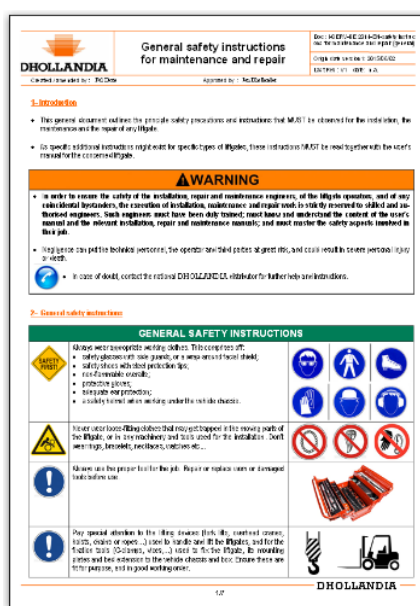 DHOLLANDIA
General safety instructions
for maintenance and repair
Approved by :
1- Introduction
• This general document outlines the principle safety precautions and instructions that MUST be observed for the installation, the
maintenance and the repair of any liftgate.
• As specific additional instructions might exist for specific types of liftgates, these instructions MUST be read together with the user's
manual for the concerned liftgate.
WARNING
• In order to ensure the safety of the installation, repair and maintenance engineers, of the liftgate operators, and of any
coincidental bystanders, the execution of installation, maintenance and repair work is strictly reserved to skilled and au-
thorised engineers. Such engineers must have been duly trained; must know and understand the content of the user's
manual and the relevant installation, repair and maintenance manuals; and must master the safety aspects involved in
their job.
• Negligence can put the technical personnel, the operator and third parties at great risk, and could result in severe personal injury
or death.
• In case of doubt, contact the national DHOLLANDIA distributor for further help and instructions.
2- General safety instructions
GENERAL SAFETY INSTRUCTIONS
SAFETY
FIRST!
Always wear appropriate working clothes. This comprises of:
• safety glasses with side guards, or a wrap around facial shield;
• safety shoes with steel protection tips;
• non-flammable overalls;
• protective gloves;
• adequate ear protection;
• a safety helmet when working under the vehicle chassis.
Never wear loose-fitting clothes that may get trapped in the moving parts of
the liftgate, or in any machinery and tools used for the installation. Don't
wear rings, bracelets, necklaces, watches etc...
Always use the proper tool for the job. Repair or replace worn or damaged
tools before use.
Pay special attention to the lifting devices (fork lifts, overhead cranes,
hoists, chains or ropes, ...) used to handle and lift the liftgates, and for the
fixation tools (G-clamps, vices, ...) used to fix the liftgate, its mounting
plates and bed extension to the vehicle chassis and box. Ensure these are
fit for purpose, and in good working order.
DHOLLANDIA